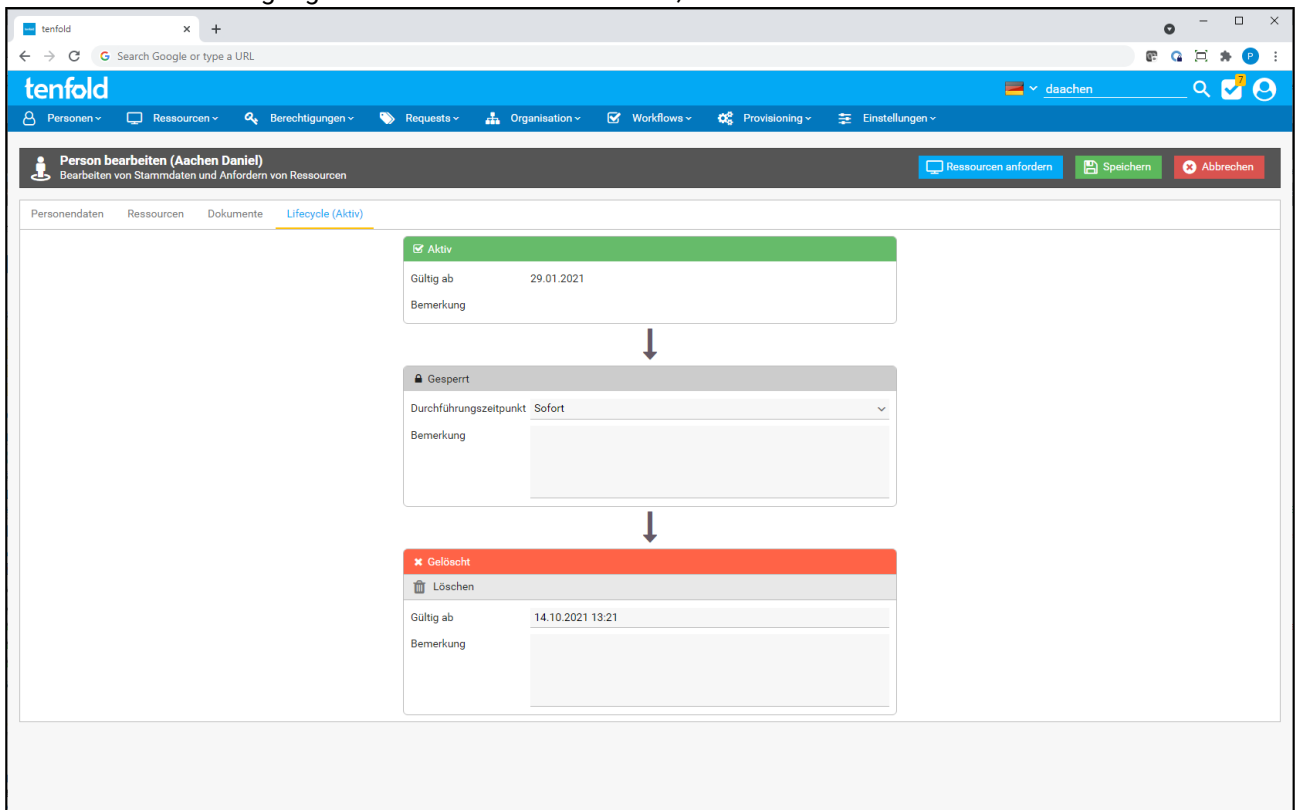 tenfold
Search Google or type a URL
P
tenfold
daachen
7
Personen Ressourcen Berechtigungen Requests Organisation Workflows Provisioning Einstellungen
Person bearbeiten (Aachen Daniel)
Bearbeiten von Stammdaten und Anfordern von Ressourcen
Ressourcen anfordern Speichern Abbrechen
Personendaten Ressourcen Dokumente Lifecycle (Aktiv)
Aktiv
Gültig ab 29.01.2021
Bemerkung
Gesperrt
Durchführungszeitpunkt Sofort
Bemerkung
Gelöscht
Löschen
Gültig ab 14.10.2021 13:21
Bemerkung